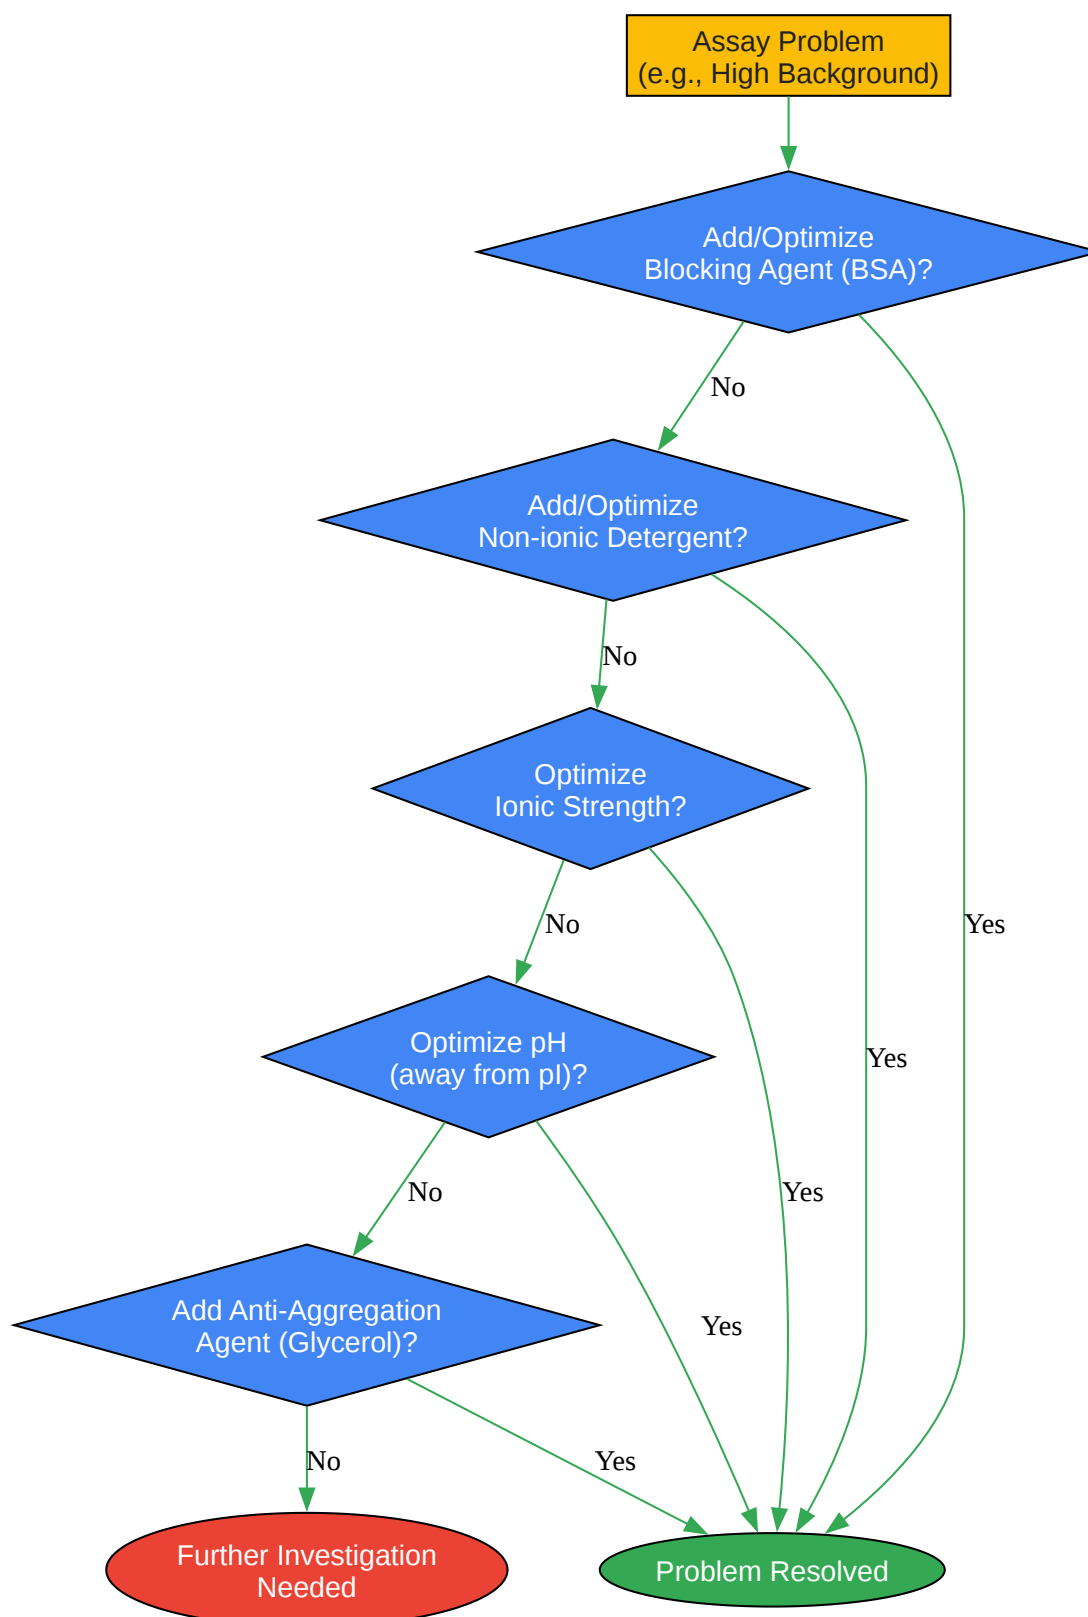 Assay Problem
(e.g., High Background)
Add/Optimize
Blocking Agent (BSA)?
No
Add/Optimize
Non-ionic Detergent?
No
Optimize
Ionic Strength?
No
Yes
Optimize pH
(away from pI)?
Yes
No
Yes
Add Anti-Aggregation
Agent (Glycerol)?
Yes
No
Yes
Further Investigation
Needed
Problem Resolved